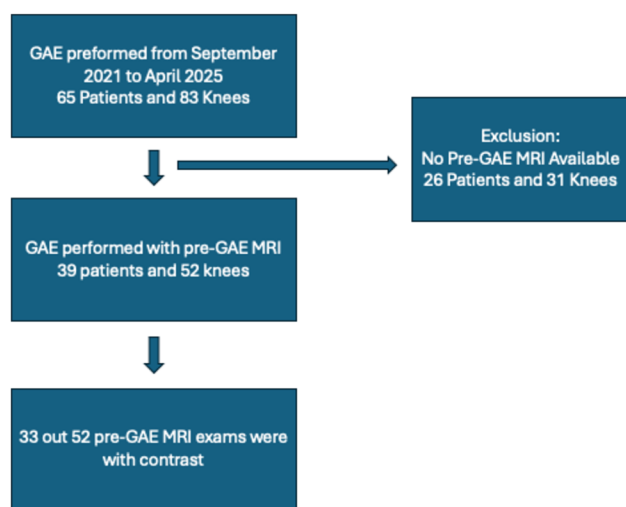 GAE preformed from September
2021 to April 2025
65 Patients and 83 Knees
Exclusion:
No Pre-GAE MRI Available
26 Patients and 31 Knees
GAE performed with pre-GAE MRI
39 patients and 52 knees
33 out 52 pre-GAE MRI exams were
with contrast